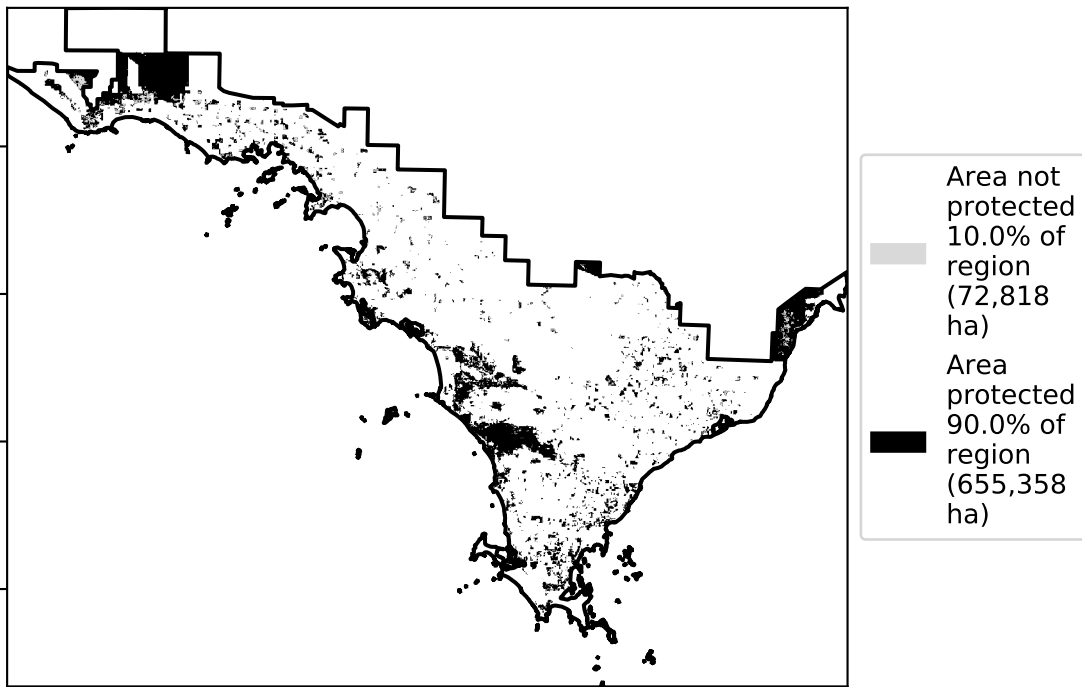 Area not
protected
10.0% of
region
(72,818
ha)
Area
protected
90.0% of
region
(655,358
ha)